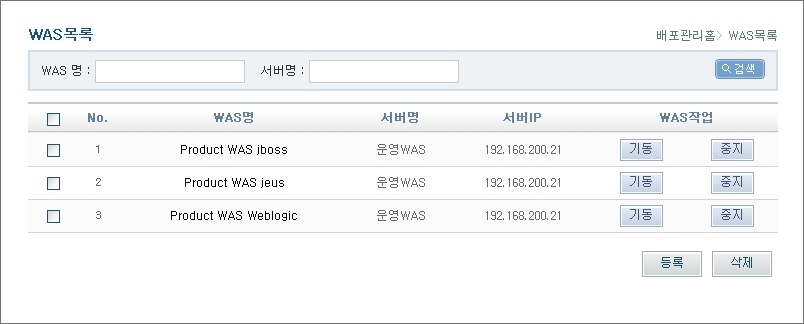 WAS목록
배포관리홈> WAS목록
WAS 명 : 서버명 : 검색
No. WAS명 서버명 서버IP WAS작업
1 Product WAS jboss 운영WAS 192.168.200.21 기동 중지
2 Product WAS jeus 운영WAS 192.168.200.21 기동 중지
3 Product WAS Weblogic 운영WAS 192.168.200.21 기동 중지
등록 삭제